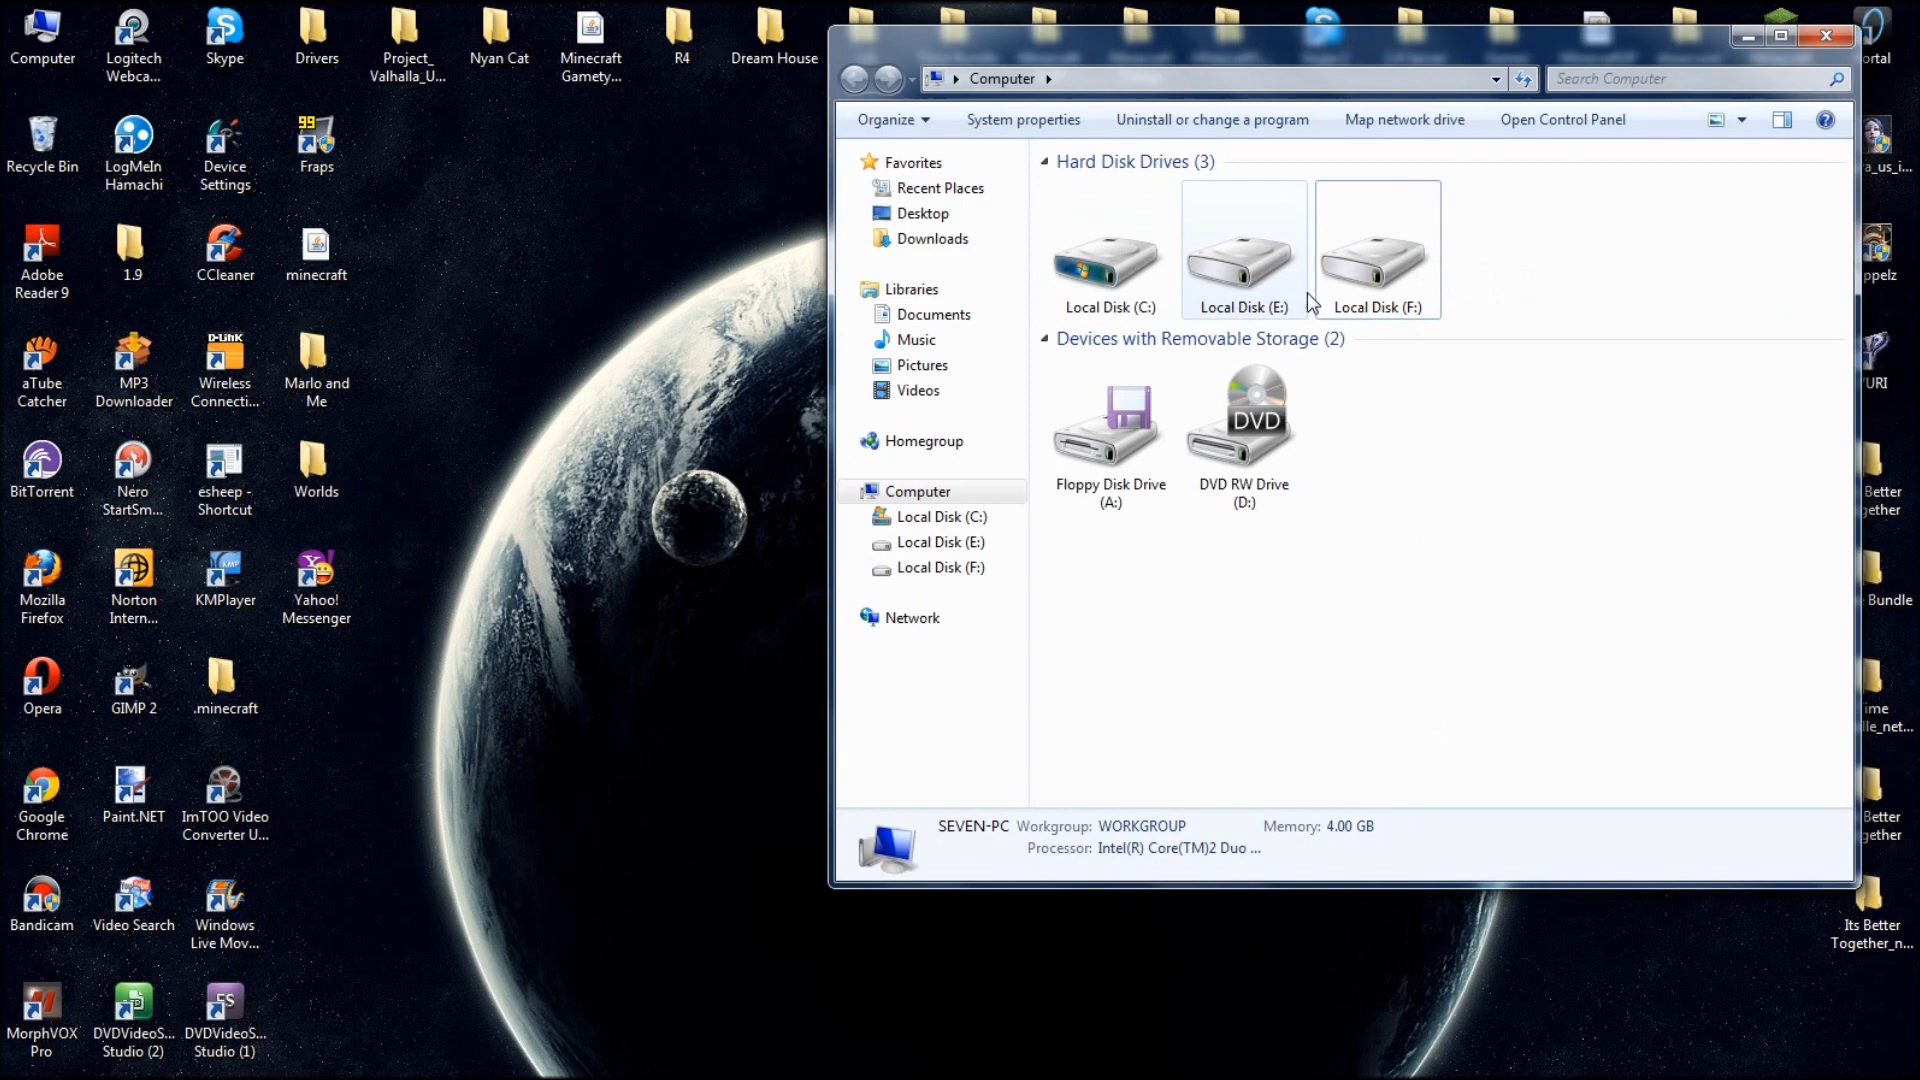 Computer
Logitech
Webca...
Skype
Drivers
Project_
Valhalla_U...
Nyan Cat
Minecraft
Gamety...
R4
Dream House
Recycle Bin
LogMeIn
Hamachi
Device
Settings
99
Fraps
Adobe
Reader 9
1.9
CCleaner
minecraft
aTube
Catcher
MP3
Downloader
D-Link
Wireless
Connecti...
Marlo and
Me
BitTorrent
Nero
StartSm...
esheep -
Shortcut
Worlds
Mozilla
Firefox
Norton
Intern...
KMP
KMPlayer
Yahoo!
Messenger
Opera
GIMP 2
.minecraft
Google
Chrome
Paint.NET
ImTOO Video
Converter U...
Bandicam
Video Search
Windows
Live Mov...
MorphVOX
Pro
DVDVideoS...
Studio (2)
FS
DVDVideoS...
Studio (1)
Computer
Search Computer
Organize
System properties
Uninstall or change a program
Map network drive
Open Control Panel
Favorites
Recent Places
Desktop
Downloads
Libraries
Documents
Music
Pictures
Videos
Homegroup
Computer
Local Disk (C:)
Local Disk (E:)
Local Disk (F:)
Network
Hard Disk Drives (3)
Local Disk (C:)
Local Disk (E:)
Local Disk (F:)
Devices with Removable Storage (2)
DVD
Floppy Disk Drive
(A:)
DVD RW Drive
(D:)
SEVEN-PC Workgroup: WORKGROUP Memory: 4.00 GB
Processor: Intel(R) Core(TM)2 Duo ...
ortal
a_us_i...
ppelz
URI
Better
gether
Bundle
ime
lle_net...
Better
gether
Its Better
Together_n...